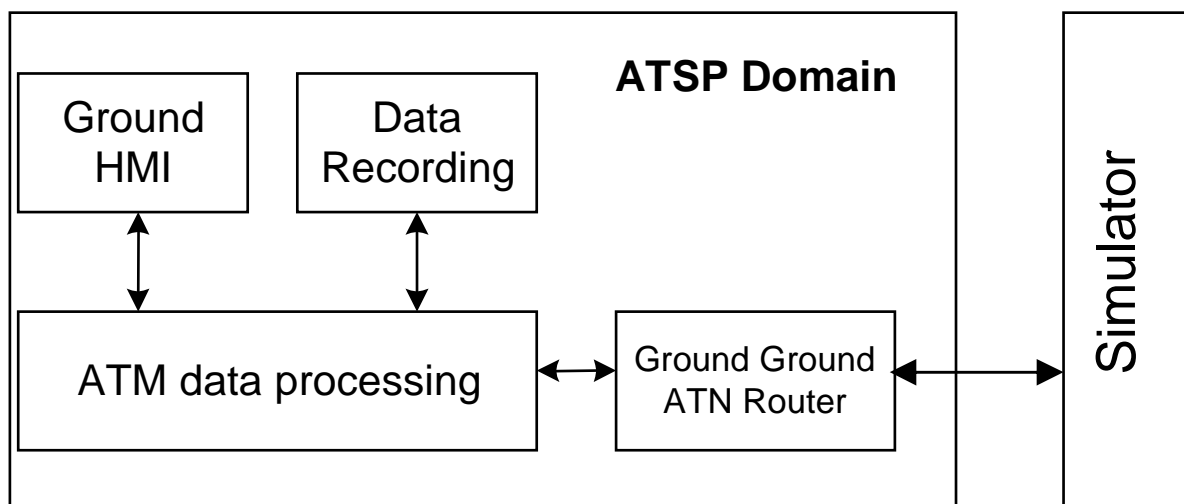 ATSP Domain
Ground
HMI
Data
Recording
ATM data processing
Ground Ground
ATN Router
Simulator